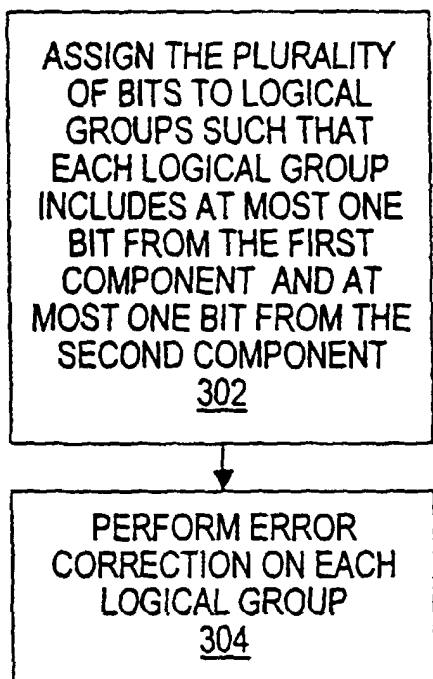 ASSIGN THE PLURALITY
OF BITS TO LOGICAL
GROUPS SUCH THAT
EACH LOGICAL GROUP
INCLUDES AT MOST ONE
BIT FROM THE FIRST
COMPONENT AND AT
MOST ONE BIT FROM THE
SECOND COMPONENT
302
PERFORM ERROR
CORRECTION ON EACH
LOGICAL GROUP
304